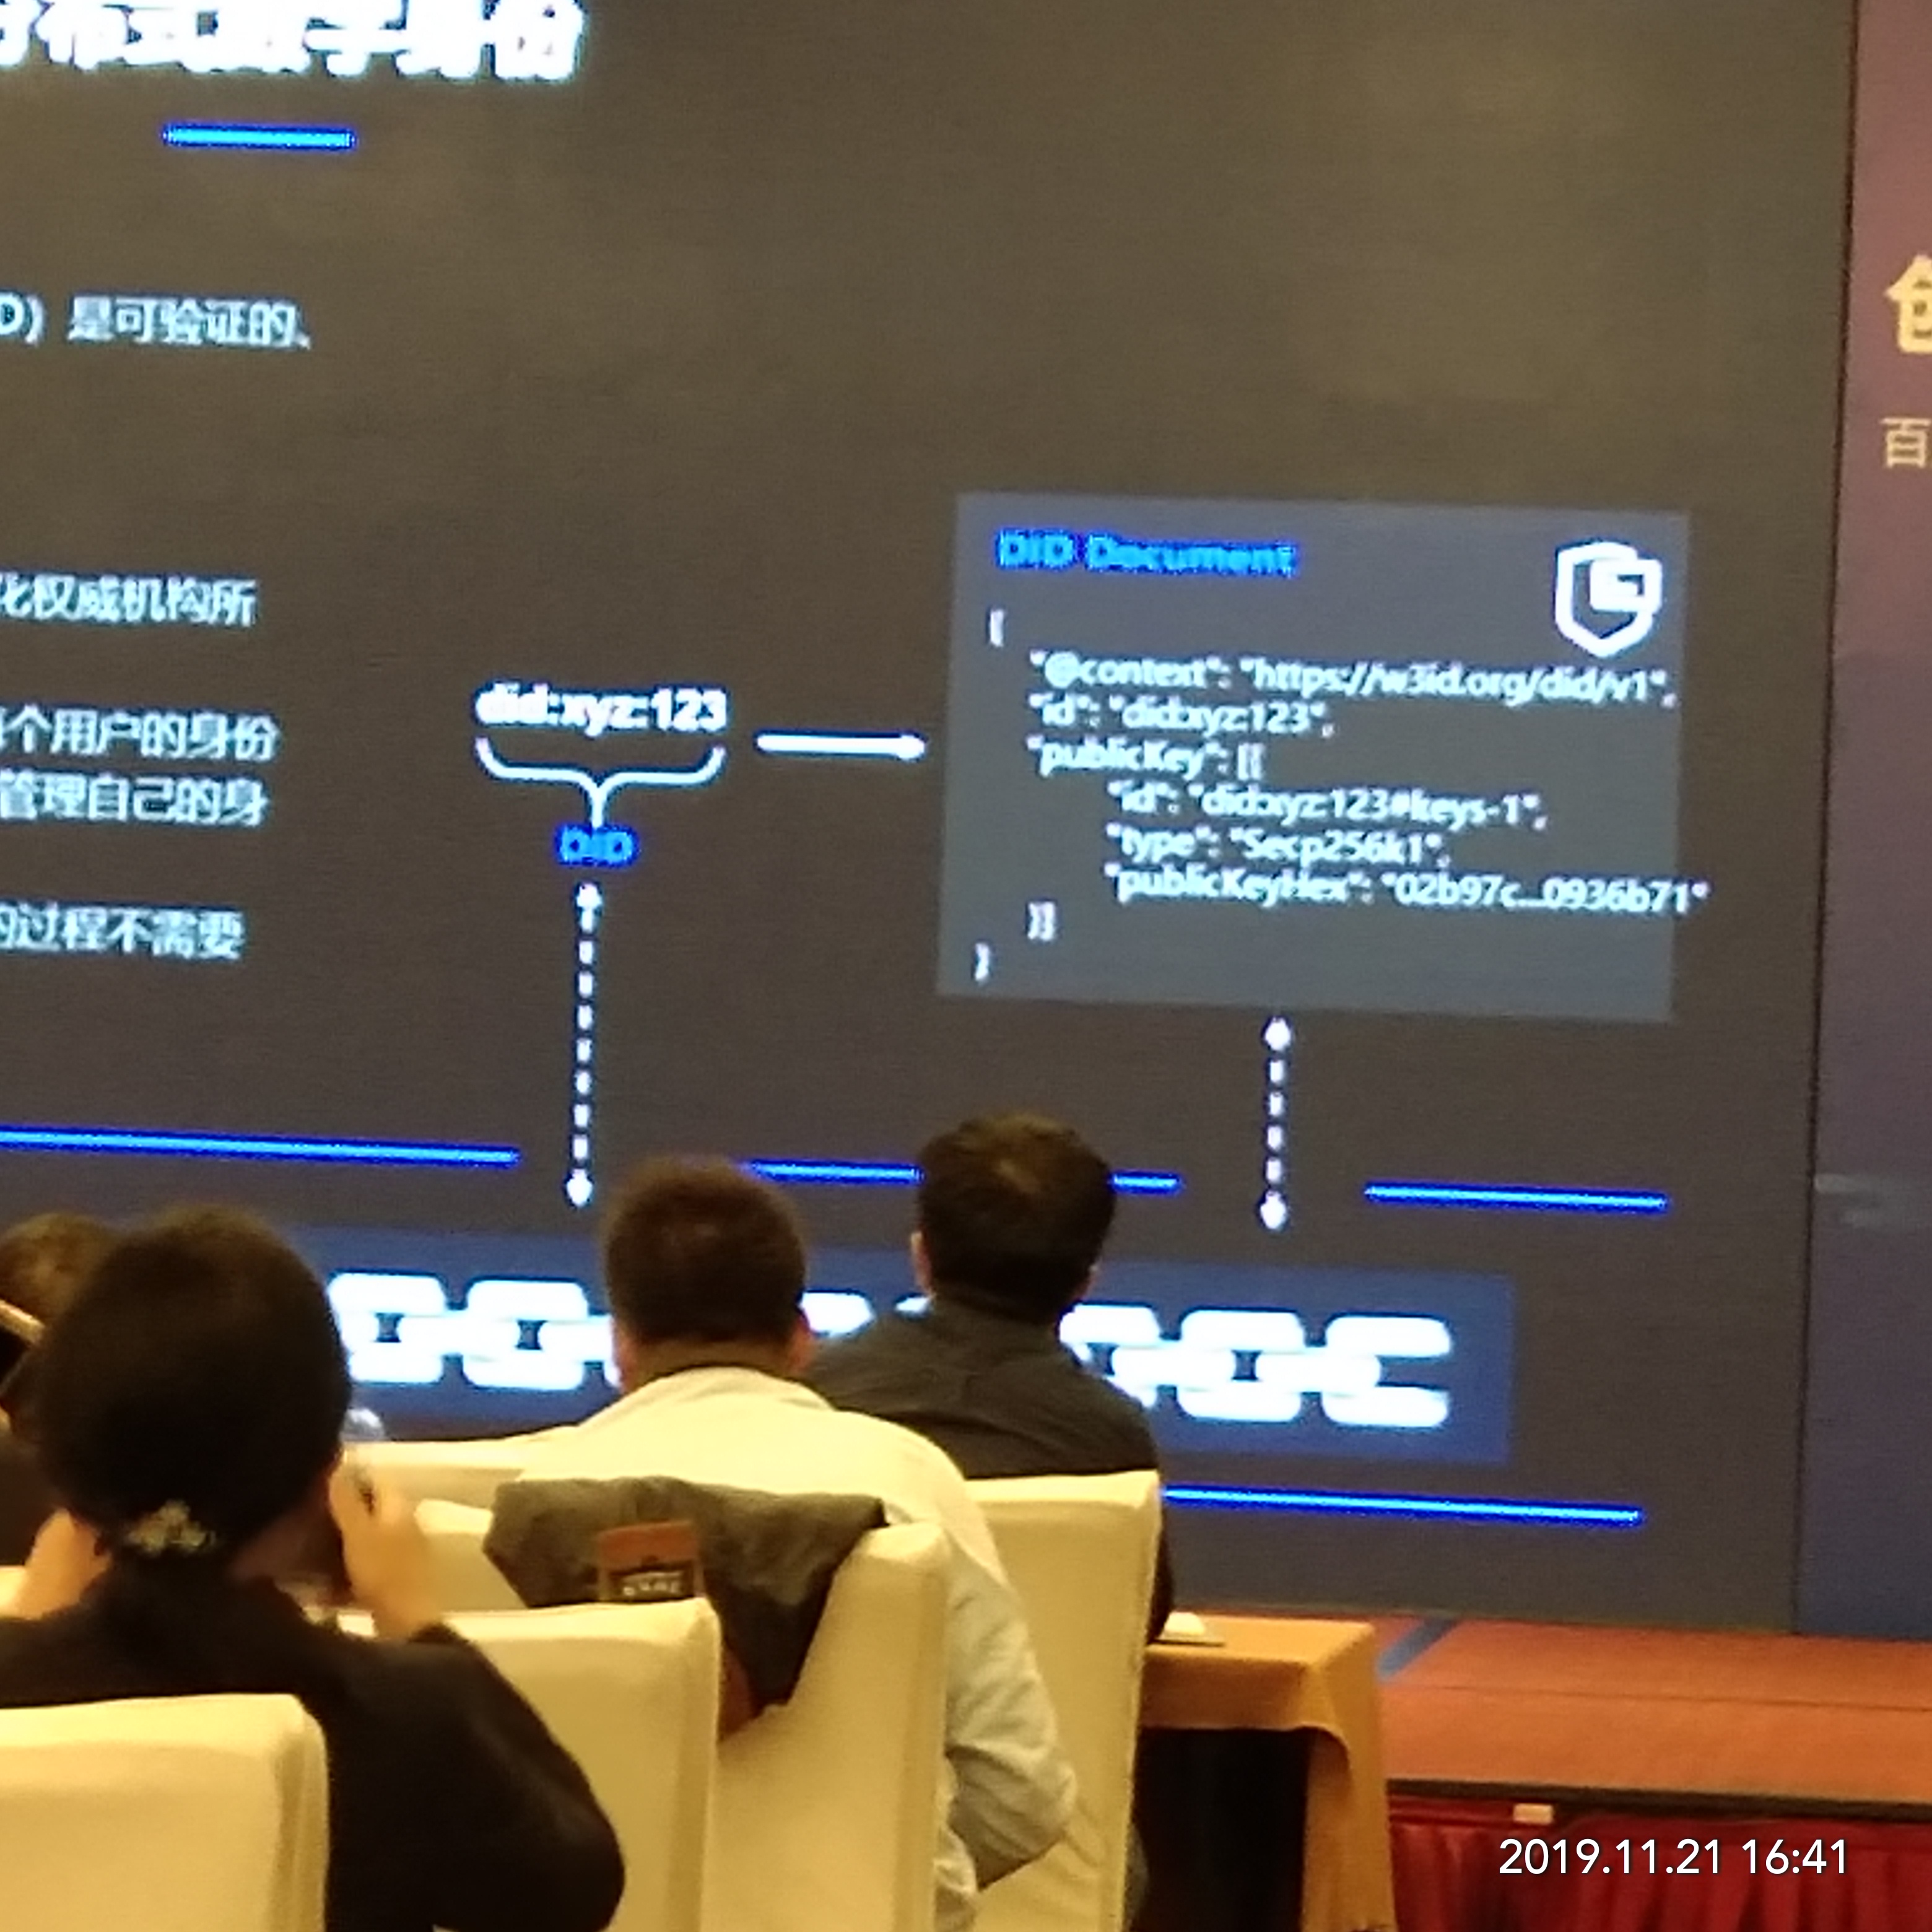 布式数字身份
D）是可验证的、
化权威机构所
个用户的身份
管理自己的身
的过程不需要
did:xyz:123
DID
DID Document
{
"@context": "https://w3id.org/did/v1",
"id": "did:xyz:123",
"publicKey": [{
"id": "did:xyz:123#keys-1",
"type": "Secp256k1",
"publicKeyHex": "02b97c...0936b71"
}]
}
百
2019.11.21 16:41